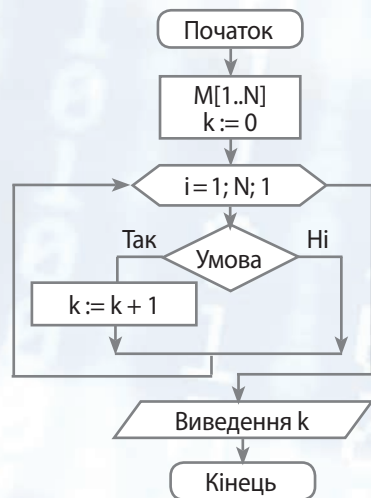 Початок
M[1..N]
k := 0
i = 1; N; 1
Так
Умова
Ні
k := k + 1
Виведення k
Кінець